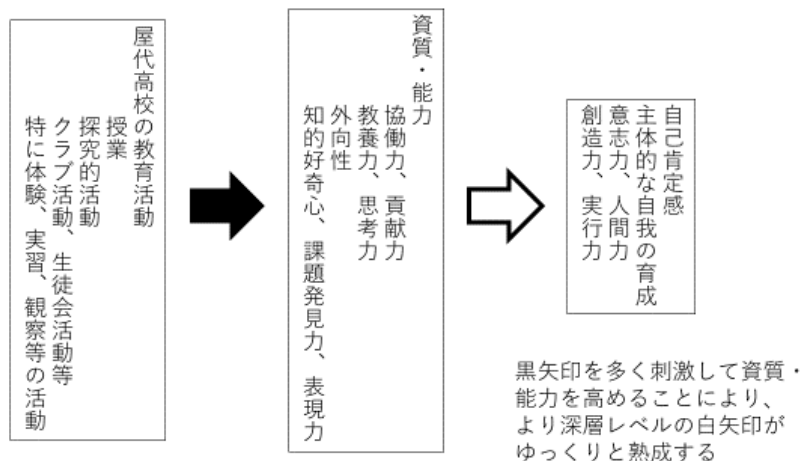 屋代高校の教育活動
授業
探究的活動
クラブ活動、生徒会活動等
特に体験、実習、観察等の活動
資質・能力
協働力、貢献力
教養力、思考力
外向性
知的好奇心、課題発見力、表現力
自己肯定感
主体的な自我の育成
意志力、人間力
創造力、実行力
黒矢印を多く刺激して資質・
能力を高めることにより、
より深層レベルの白矢印が
ゆっくりと熟成する